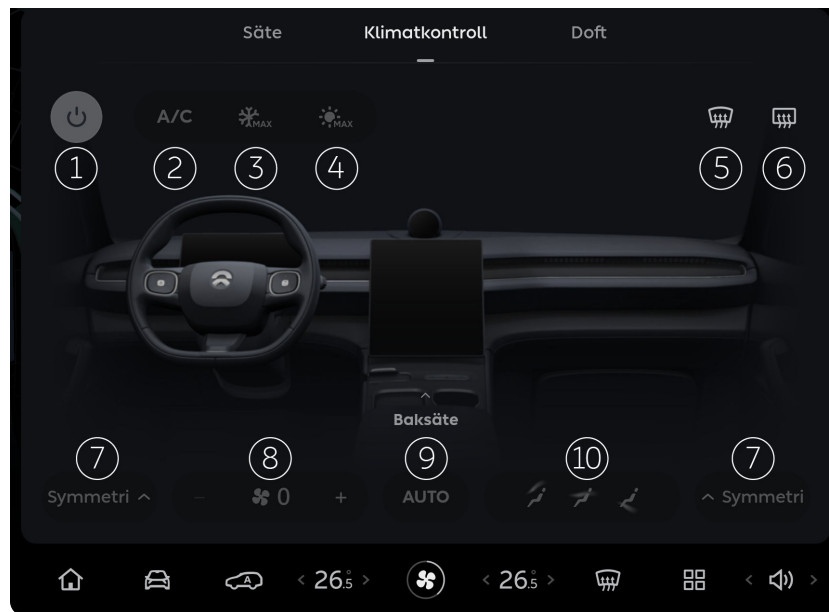 Säte Klimatkontroll Doft
A/C MAX MAX
1 2 3 4 5 6
Baksäte
7 8 9 10 7
Symmetri - 0 + AUTO Symmetri
A < 26.5° > < 26.5° > < >